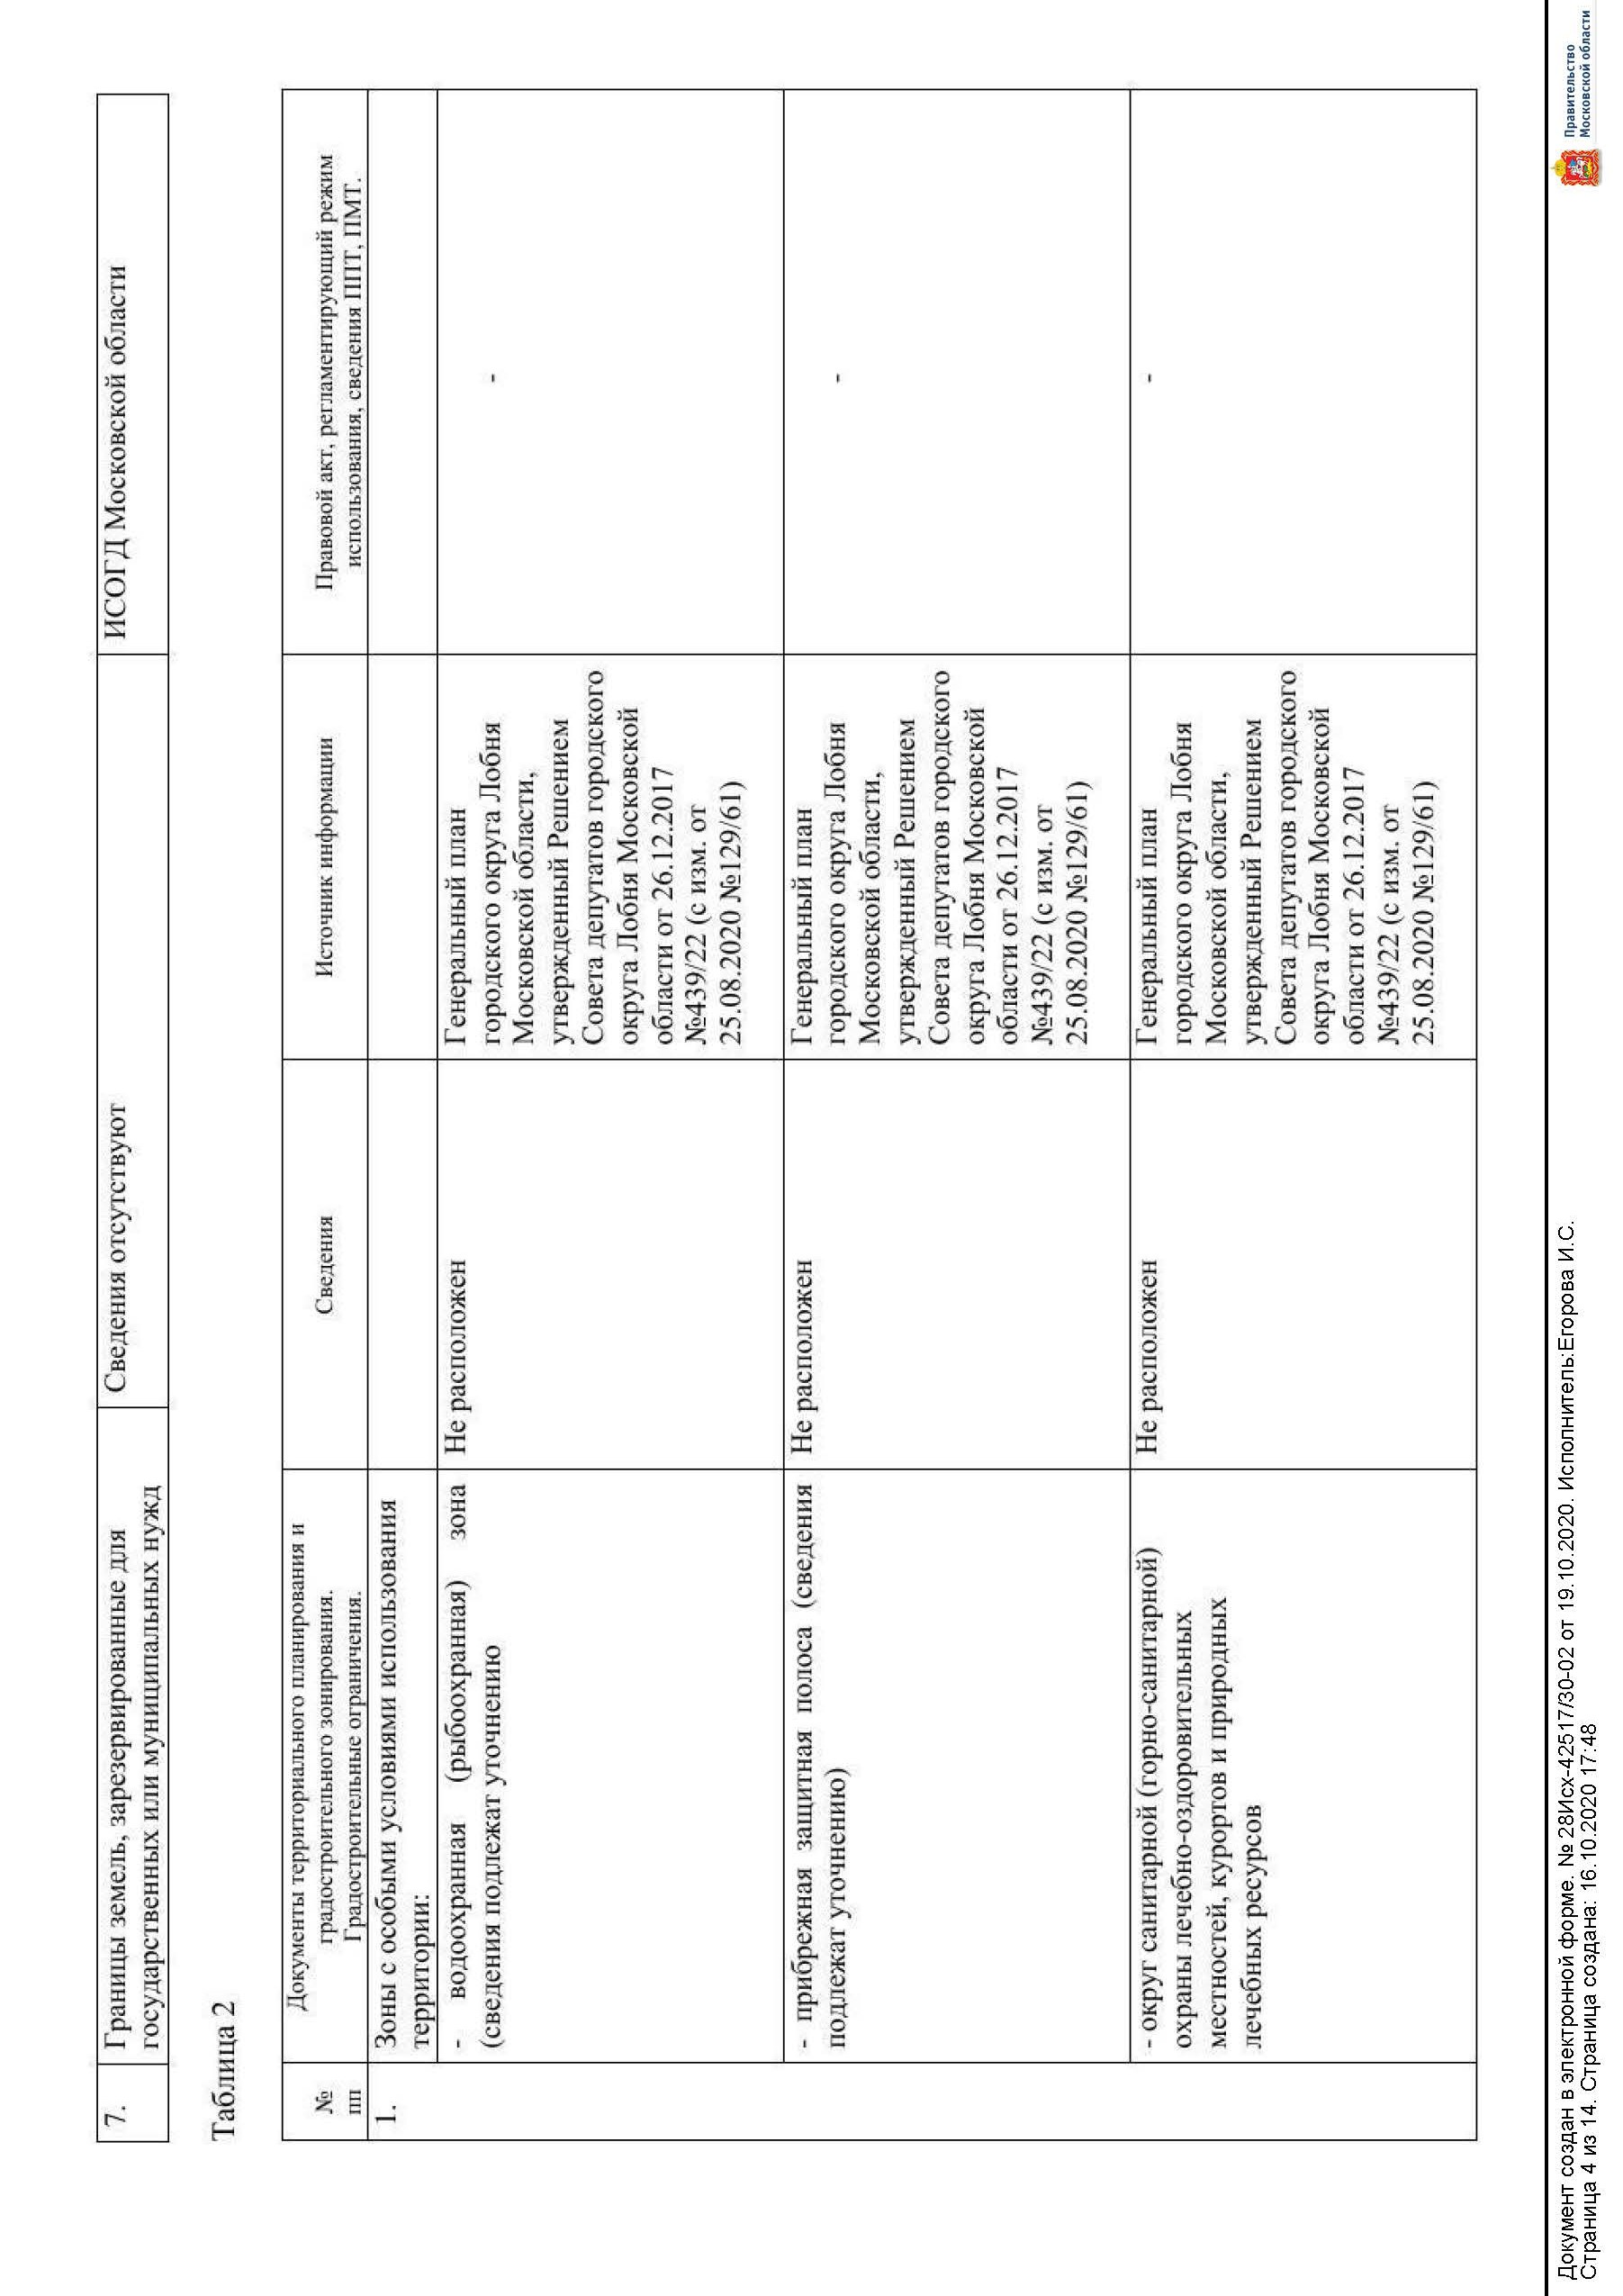 7.
Границы земель, зарезервированные для
государственных или муниципальных нужд
Сведения отсутствуют
ИСОГД Московской области
Таблица 2
№
пп
Документы территориального планирования и
градостроительного зонирования.
Градостроительные ограничения.
Сведения
Источник информации
Правовой акт, регламентирующий режим
использования, сведения ППТ, ПМТ.
1.
Зоны с особыми условиями использования
территории:
- водоохранная (рыбоохранная) зона
(сведения подлежат уточнению
Не расположен
Генеральный план
городского округа Лобня
Московской области,
утвержденный Решением
Совета депутатов городского
округа Лобня Московской
области от 26.12.2017
№439/22 (с изм. от
25.08.2020 №129/61)
-
- прибрежная защитная полоса (сведения
подлежат уточнению)
Не расположен
Генеральный план
городского округа Лобня
Московской области,
утвержденный Решением
Совета депутатов городского
округа Лобня Московской
области от 26.12.2017
№439/22 (с изм. от
25.08.2020 №129/61)
-
- округ санитарной (горно-санитарной)
охраны лечебно-оздоровительных
местностей, курортов и природных
лечебных ресурсов
Не расположен
Генеральный план
городского округа Лобня
Московской области,
утвержденный Решением
Совета депутатов городского
округа Лобня Московской
области от 26.12.2017
№439/22 (с изм. от
25.08.2020 №129/61)
-
Документ создан в электронной форме. № 28Исх-42517/30-02 от 19.10.2020. Исполнитель:Егорова И.С.
Страница 4 из 14. Страница создана: 16.10.2020 17:48
Правительство
Московской области